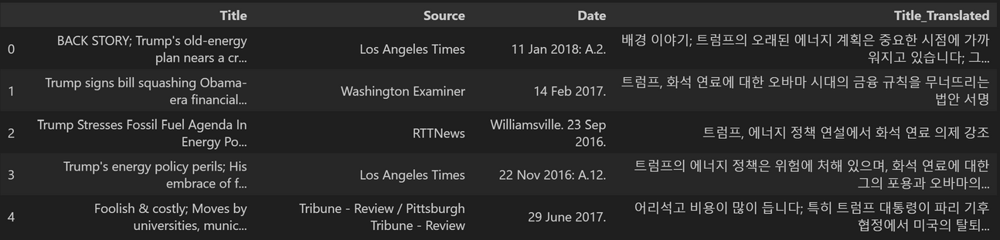 Title Source Date Title_Translated
0 BACK STORY; Trump's old-energy plan nears a cr... Los Angeles Times 11 Jan 2018: A.2. 배경 이야기; 트럼프의 오래된 에너지 계획은 중요한 시점에 가까워지고 있습니다; 그...
1 Trump signs bill squashing Obama-era financial... Washington Examiner 14 Feb 2017. 트럼프, 화석 연료에 대한 오바마 시대의 금융 규칙을 무너뜨리는 법안 서명
2 Trump Stresses Fossil Fuel Agenda In Energy Po... RTTNews Williamsville. 23 Sep 2016. 트럼프, 에너지 정책 연설에서 화석 연료 의제 강조
3 Trump's energy policy perils; His embrace of f... Los Angeles Times 22 Nov 2016: A.12. 트럼프의 에너지 정책은 위험에 처해 있으며, 화석 연료에 대한 그의 포용과 오바마의...
4 Foolish & costly; Moves by universities, munic... Tribune - Review / Pittsburgh Tribune - Review 29 June 2017. 어리석고 비용이 많이 듭니다; 특히 트럼프 대통령이 파리 기후 협정에서 미국의 탈퇴...